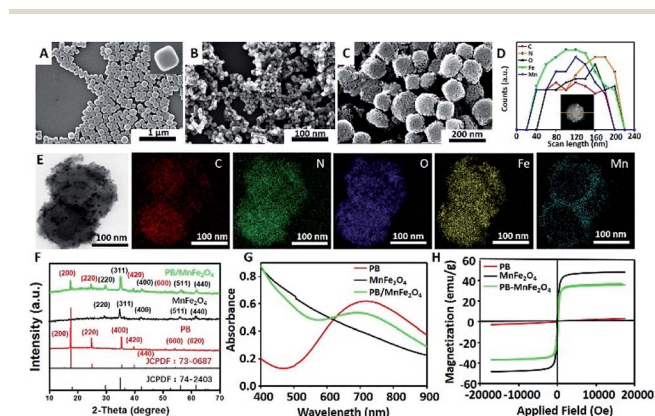 A
B
C
D
1 μm
100 nm
200 nm
Counts (a.u.)
C
N
O
Fe
Mn
0 40 80 120 160 200 240
Scan length (nm)
E
C
N
O
Fe
Mn
100 nm
100 nm
100 nm
100 nm
100 nm
100 nm
F
Intensity (a.u.)
PB/MnFe₂O₄
(200) (220) (220) (311) (420) (400) (600) (511) (440)
MnFe₂O₄
(220) (311) (400) (511) (440)
PB
(200) (220) (400) (420) (440) (600) (620)
JCPDF : 73-0687
JCPDF : 74-2403
10 20 30 40 50 60 70
2-Theta (degree)
G
PB
MnFe₂O₄
PB/MnFe₂O₄
Absorbance
0.8
0.6
0.4
0.2
0.0
400 500 600 700 800 900
Wavelength (nm)
H
PB
MnFe₂O₄
PB-MnFe₂O₄
Magnetization (emu/g)
60
40
20
0
-20
-40
-60
-20000 -10000 0 10000 20000
Applied Field (Oe)